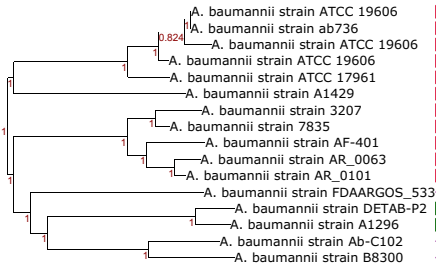 A. baumannii strain ATCC 19606
A. baumannii strain ab736
0.824
A. baumannii strain ATCC 19606
1
A. baumannii strain ATCC 19606
1
A. baumannii strain ATCC 17961
1
A. baumannii strain A1429
1
A. baumannii strain 3207
1
A. baumannii strain 7835
1
1
A. baumannii strain AF-401
1
A. baumannii strain AR_0063
1
A. baumannii strain AR_0101
1
1
A. baumannii strain FDAARGOS_533
1
A. baumannii strain DETAB-P2
1
A. baumannii strain A1296
1
A. baumannii strain Ab-C102
1
A. baumannii strain B8300